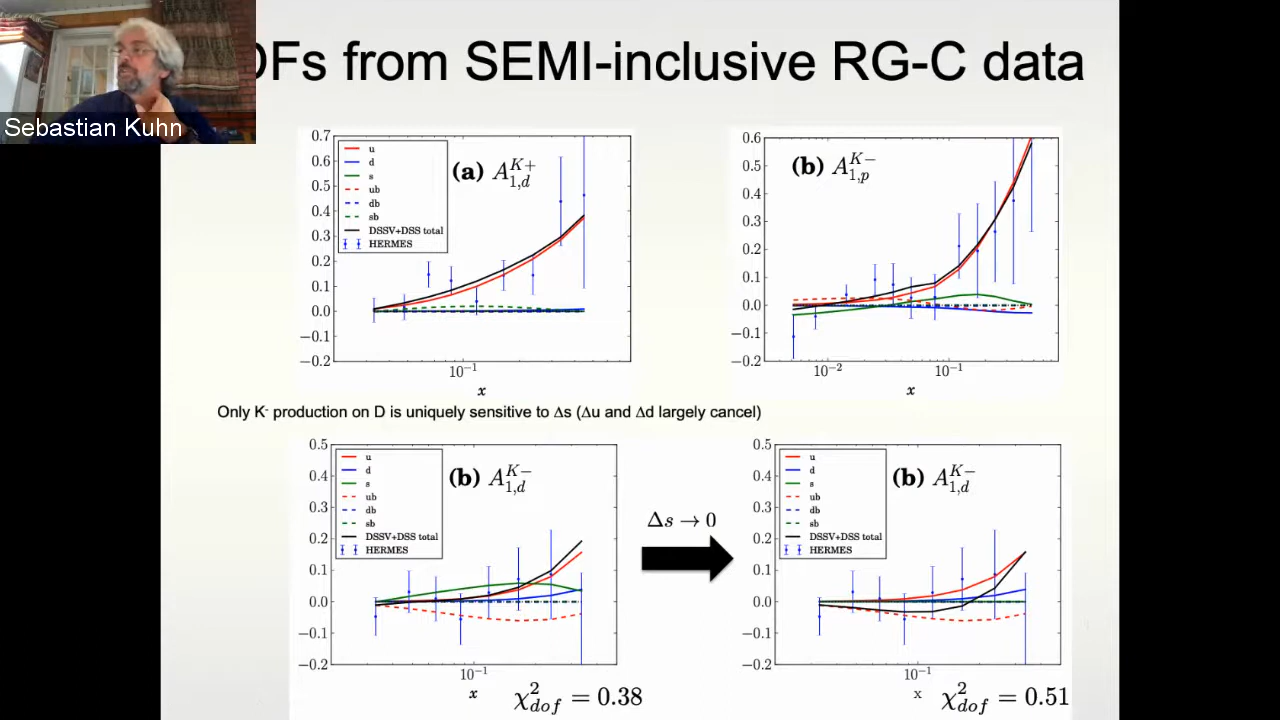 DFs from SEMI-inclusive RG-C data
Sebastian Kuhn
0.7
0.6
0.5
0.4
0.3
0.2
0.1
0.0
−0.1
−0.2
u
d
s
ub
db
sb
DSSV+DSS total
HERMES
(a) A_{1,d}^{K+}
10^{-1}
x
0.6
0.5
0.4
0.3
0.2
0.1
0.0
−0.1
−0.2
(b) A_{1,p}^{K−}
10^{-2}
10^{-1}
x
Only K^{-} production on D is uniquely sensitive to Δs (Δu and Δd largely cancel)
0.5
0.4
0.3
0.2
0.1
0.0
−0.1
−0.2
u
d
s
ub
db
sb
DSSV+DSS total
HERMES
(b) A_{1,d}^{K−}
10^{-1}
x
χ²_{dof} = 0.38
Δs → 0
0.5
0.4
0.3
0.2
0.1
0.0
−0.1
−0.2
u
d
s
ub
db
sb
DSSV+DSS total
HERMES
(b) A_{1,d}^{K−}
10^{-1}
x
χ²_{dof} = 0.51